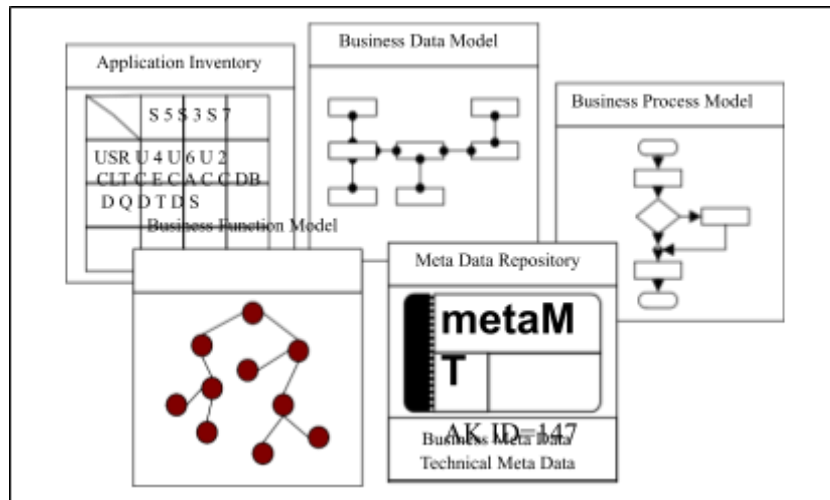 Business Data Model
Application Inventory
Business Process Model
S 5 S 3 S 7
USR U 4 U 6 U 2
CLT C E C A C C DB
D Q D T D S
Business Function Model
Meta Data Repository
metaM
T
AK ID=147
Business Meta Data
Technical Meta Data